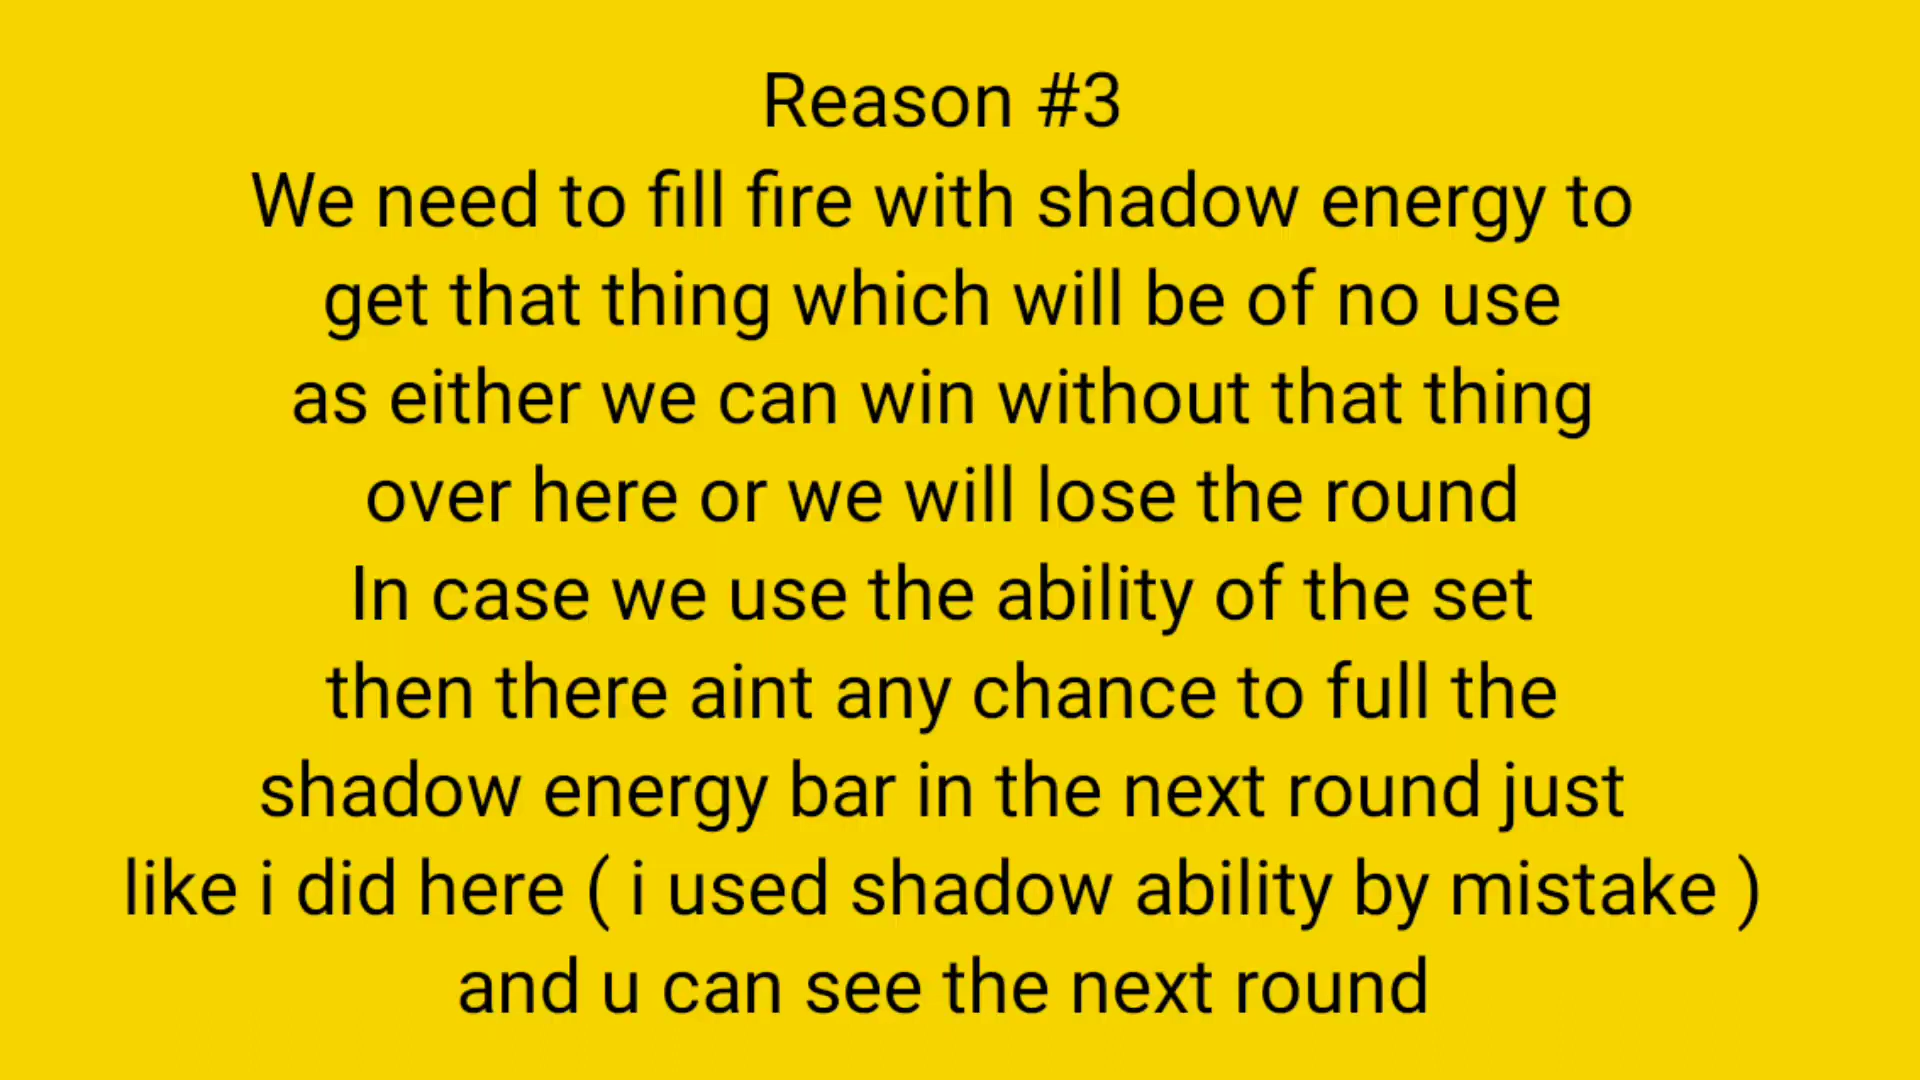 Reason #3
We need to fill fire with shadow energy to
get that thing which will be of no use
as either we can win without that thing
over here or we will lose the round
In case we use the ability of the set
then there aint any chance to full the
shadow energy bar in the next round just
like i did here ( i used shadow ability by mistake )
and u can see the next round